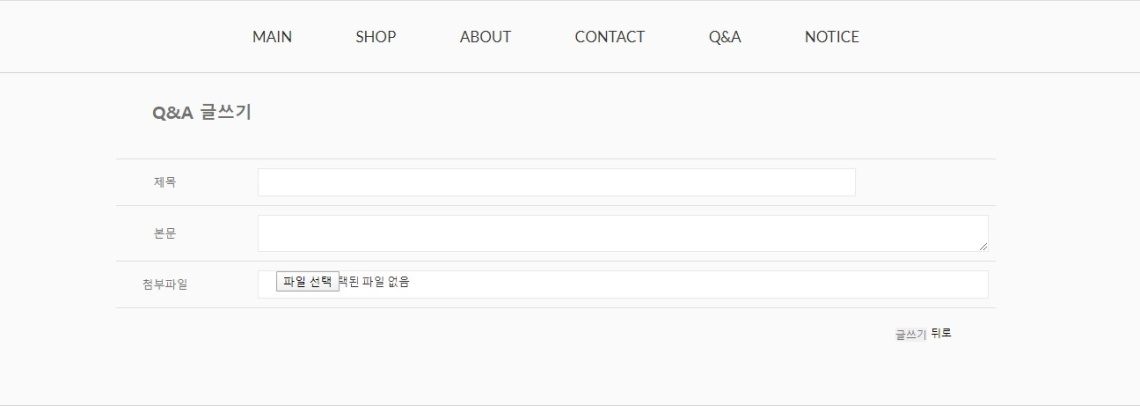 MAIN SHOP ABOUT CONTACT Q&A NOTICE
Q&A 글쓰기
제목
본문
첨부파일 파일 선택 택된 파일 없음
글쓰기 뒤로